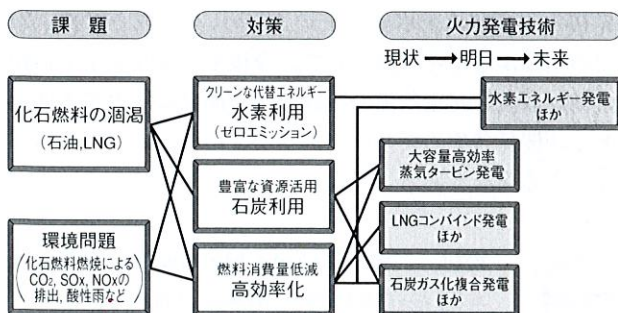 課題
対策
火力発電技術
現状→明日→未来
化石燃料の涸渇
(石油,LNG)
環境問題
(化石燃料燃焼による
CO2, SOx, NOxの
排出, 酸性雨など)
クリーンな代替エネルギー
水素利用
(ゼロエミッション)
豊富な資源活用
石炭利用
燃料消費量低減
高効率化
水素エネルギー発電
ほか
大容量高効率
蒸気タービン発電
LNGコンバインド発電
ほか
石炭ガス化複合発電
ほか